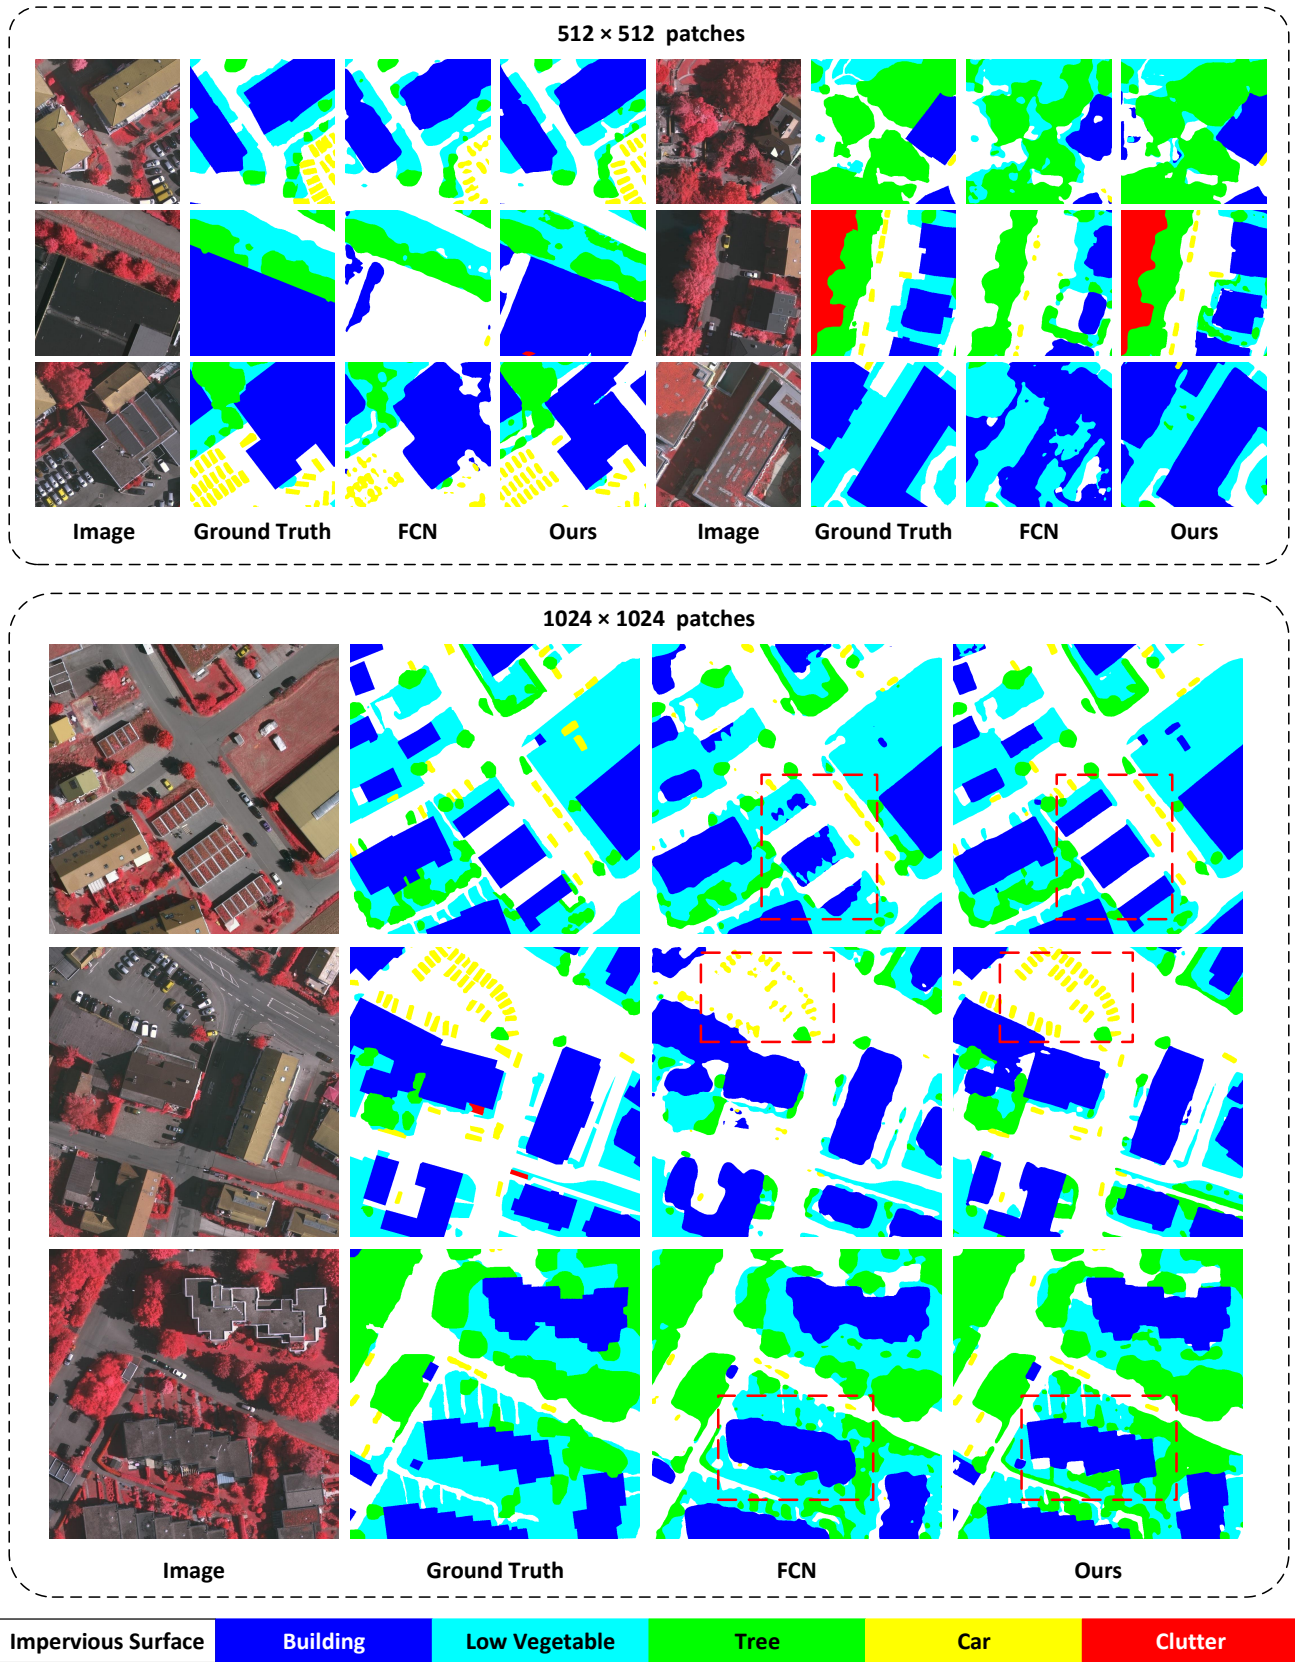 512 × 512 patches
Image Ground Truth FCN Ours Image Ground Truth FCN Ours
1024 × 1024 patches
Image Ground Truth FCN Ours
Impervious Surface Building Low Vegetable Tree Car Clutter